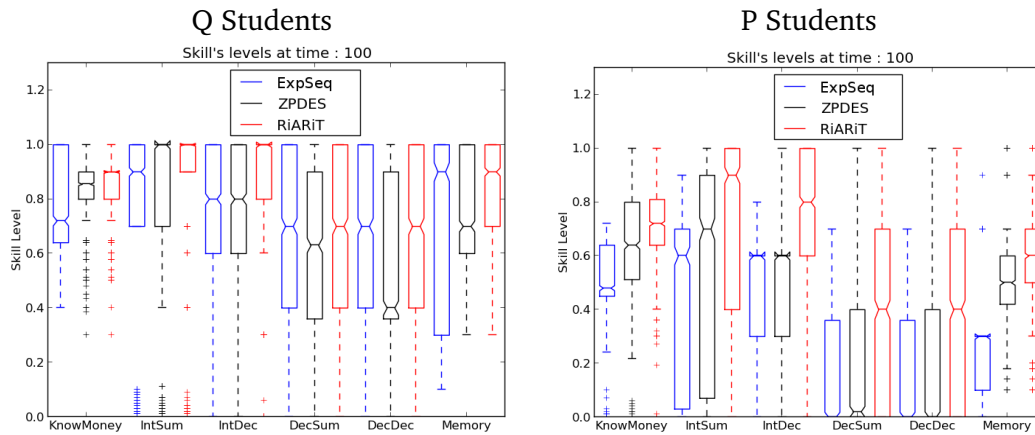 Q Students
Skill's levels at time : 100
Skill Level
1.2
1.0
0.8
0.6
0.4
0.2
0.0
ExpSeq
ZPDES
RiARiT
KnowMoney IntSum IntDec DecSum DecDec Memory
P Students
Skill's levels at time : 100
Skill Level
1.2
1.0
0.8
0.6
0.4
0.2
0.0
ExpSeq
ZPDES
RiARiT
KnowMoney IntSum IntDec DecSum DecDec Memory